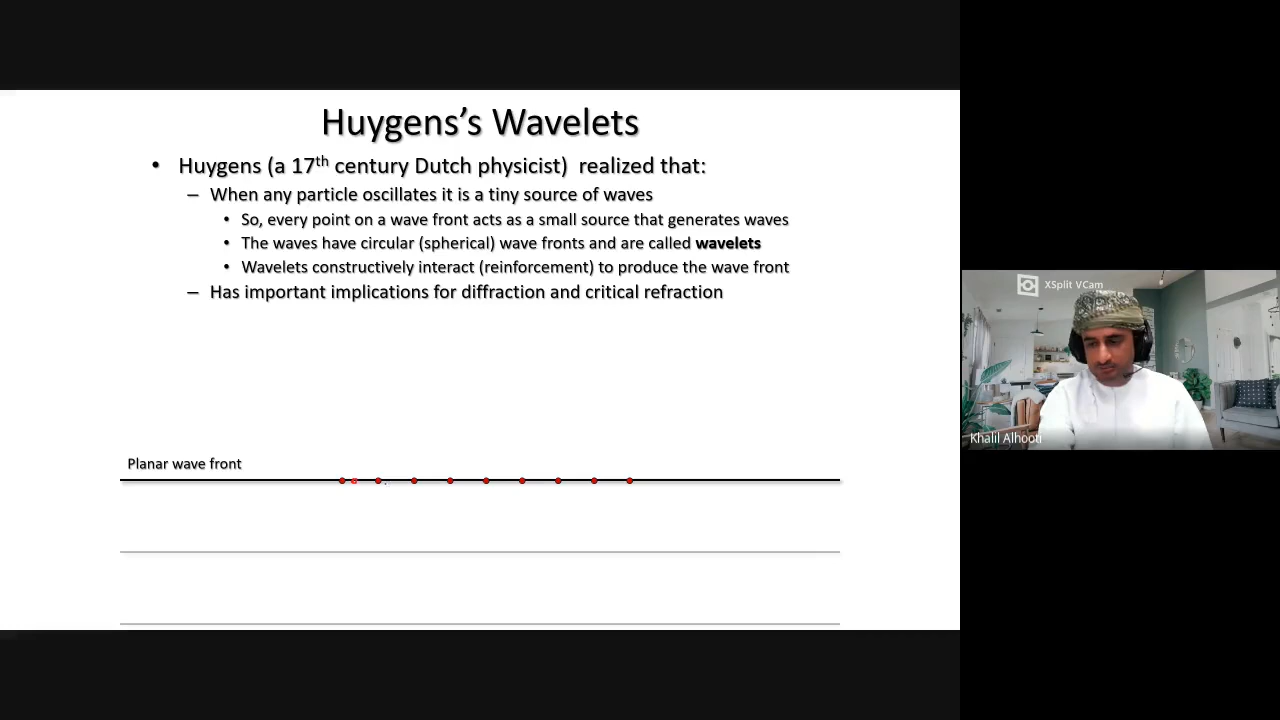 Huygens’s Wavelets
• Huygens (a 17th century Dutch physicist) realized that:
– When any particle oscillates it is a tiny source of waves
• So, every point on a wave front acts as a small source that generates waves
• The waves have circular (spherical) wave fronts and are called wavelets
• Wavelets constructively interact (reinforcement) to produce the wave front
– Has important implications for diffraction and critical refraction
Planar wave front
XSplit VCam
Khalil Alhooti